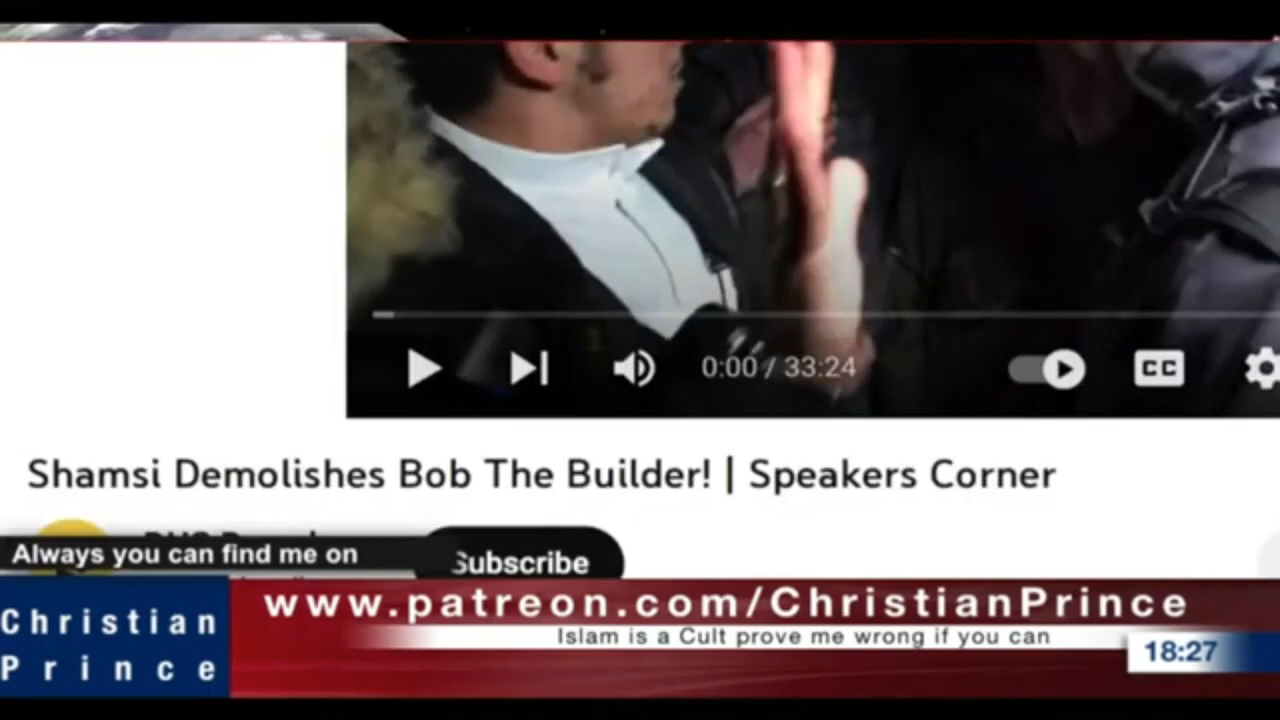 0:00 / 33:24
CC
Shamsi Demolishes Bob The Builder! | Speakers Corner
Subscribe
Always you can find me on
www.patreon.com/ChristianPrince
Christian
Prince
Islam is a Cult prove me wrong if you can
18:27